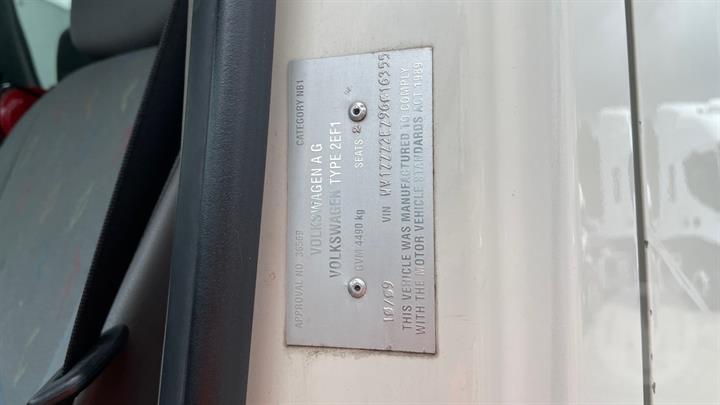 APPROVAL NO. 36569 CATEGORY NB1
VOLKSWAGEN A G
VOLKSWAGEN TYPE 2EF1
GVM 4490 kg SEATS 2
10/09 VIN
THIS VEHICLE WAS MANUFACTURED TO COMPLY
WITH THE MOTOR VEHICLE STANDARDS ACT 1989